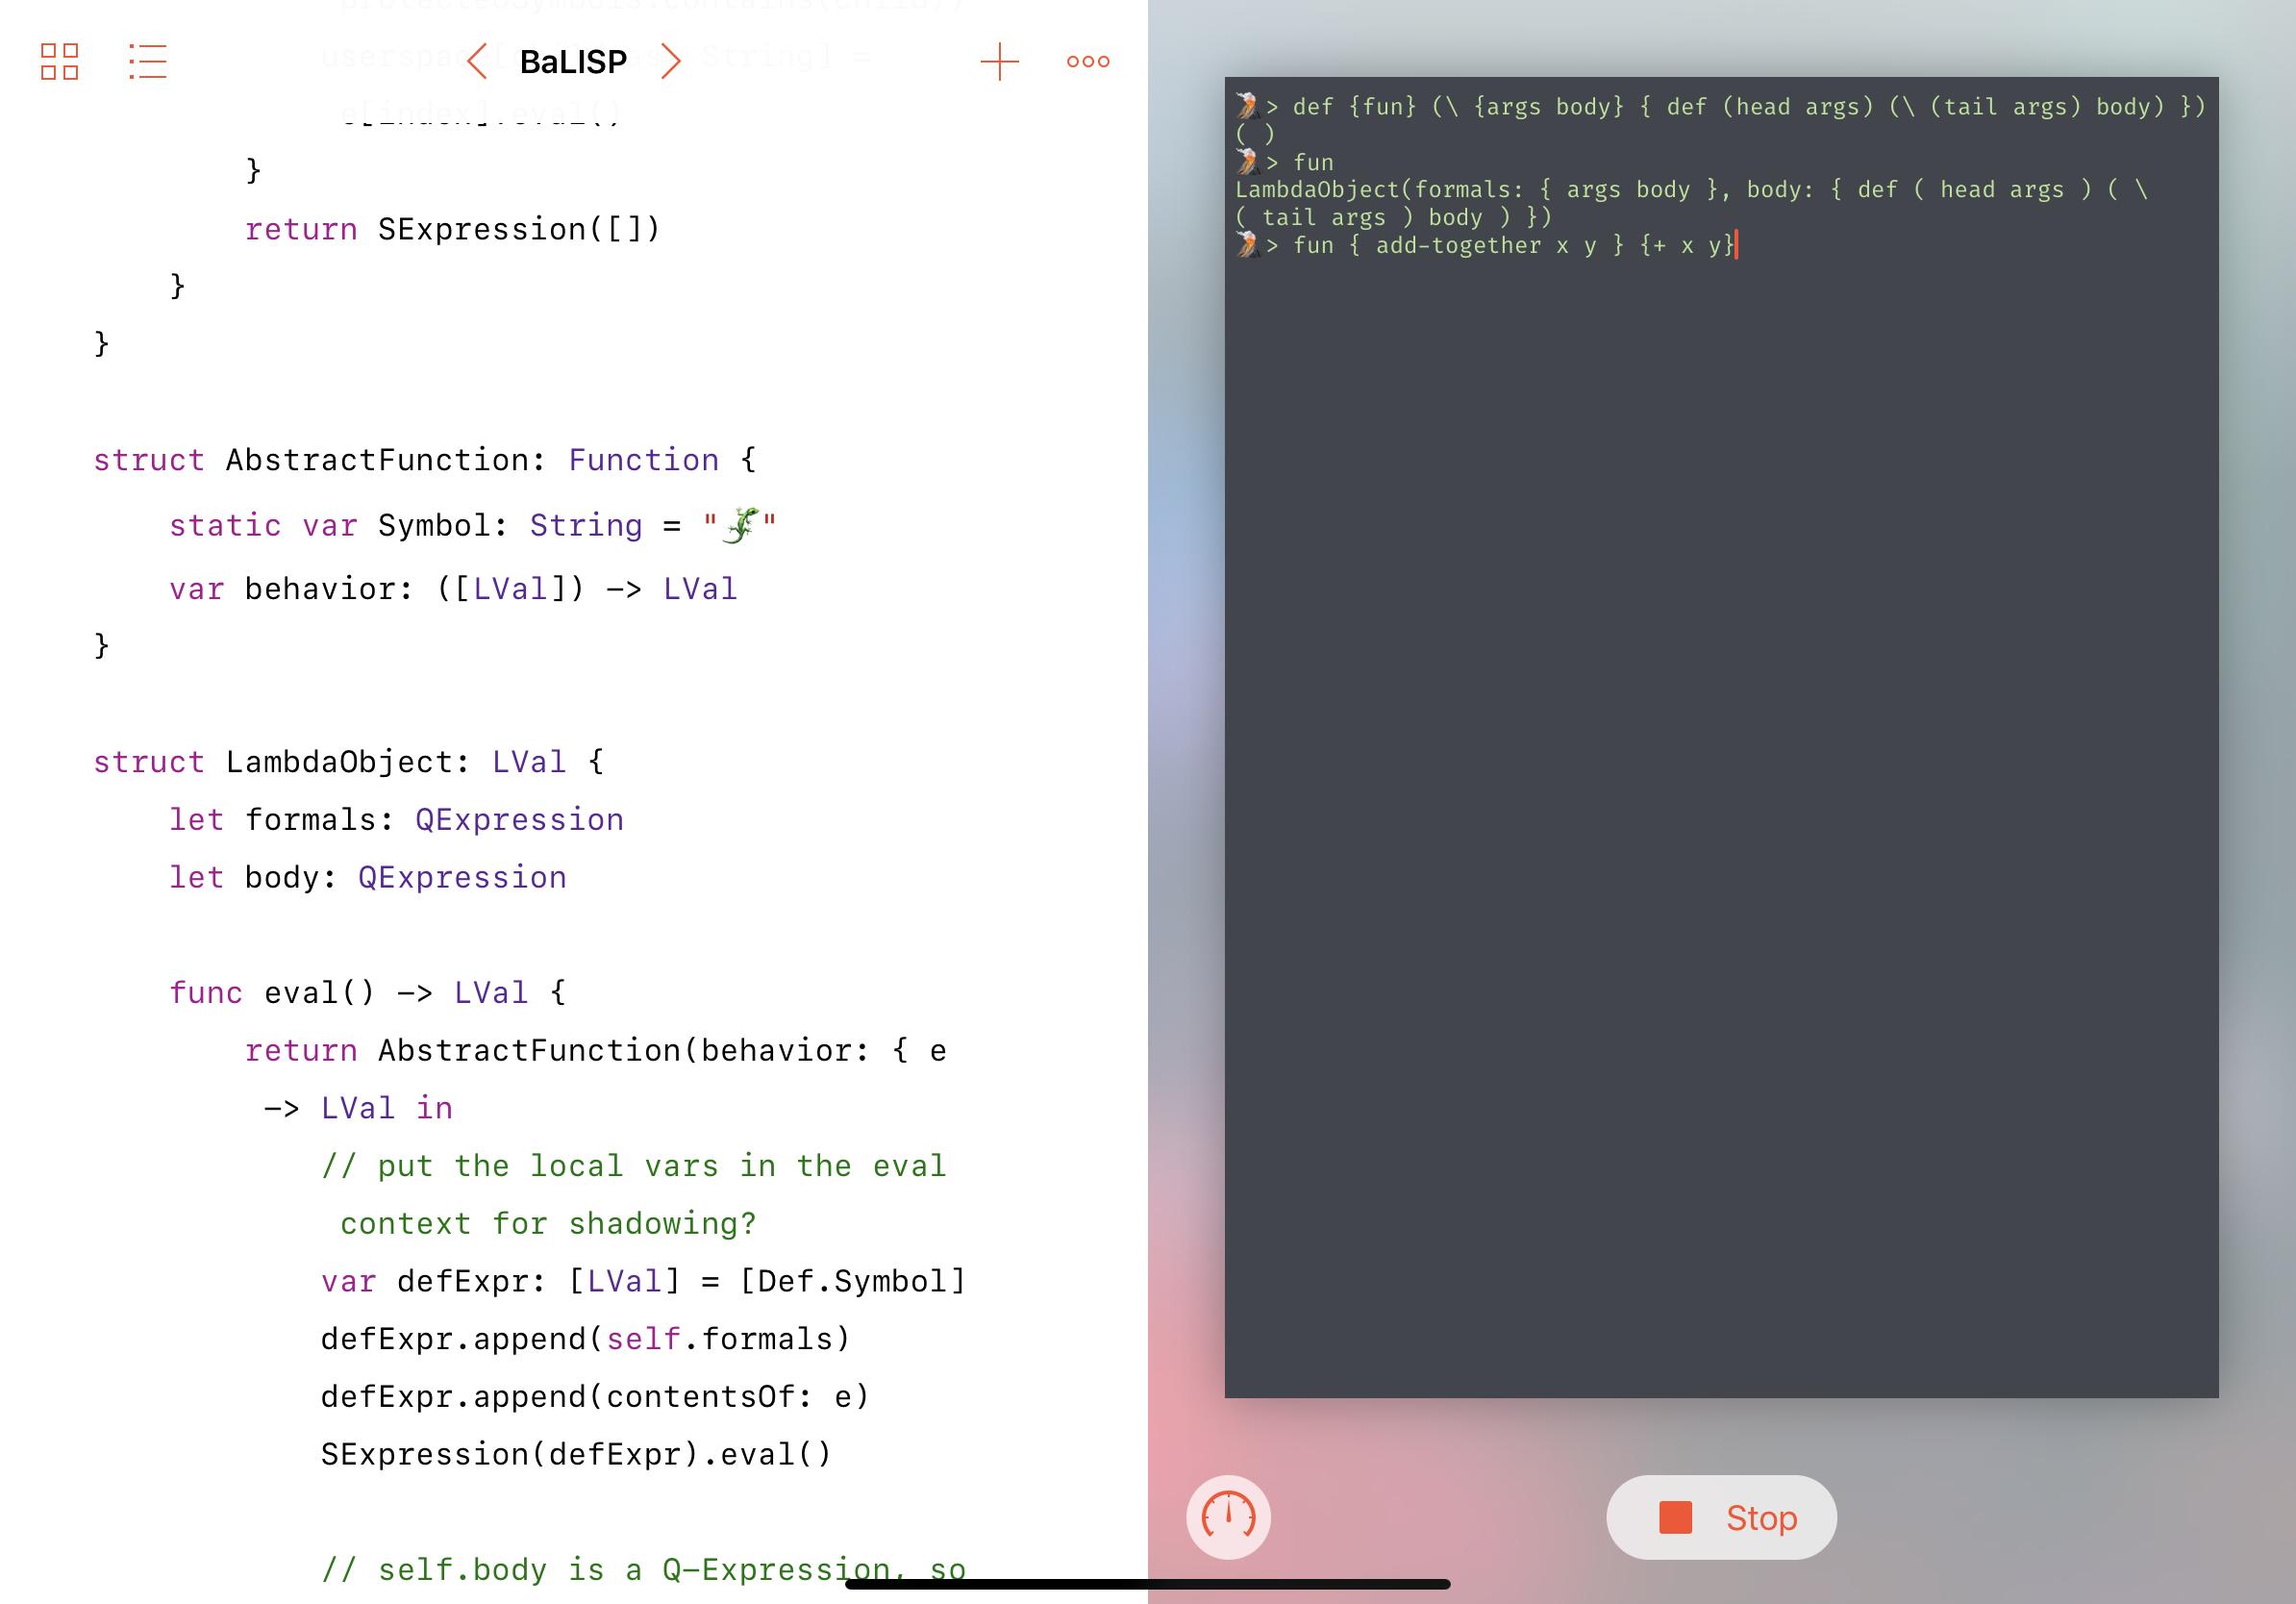 protectedSymbols.contains(child))
BaLISP
String] =
e[index].eval()
}
return SExpression([])
}
}
struct AbstractFunction: Function {
static var Symbol: String = "🦎"
var behavior: ([LVal]) -> LVal
}
struct LambdaObject: LVal {
let formals: QExpression
let body: QExpression
func eval() -> LVal {
return AbstractFunction(behavior: { e
-> LVal in
// put the local vars in the eval
context for shadowing?
var defExpr: [LVal] = [Def.Symbol]
defExpr.append(self.formals)
defExpr.append(contentsOf: e)
SExpression(defExpr).eval()
// self.body is a Q-Expression, so
🌋> def {fun} (\ {args body} { def (head args) (\ (tail args) body) })
( )
🌋> fun
LambdaObject(formals: { args body }, body: { def ( head args ) ( \
( tail args ) body ) })
🌋> fun { add-together x y } {+ x y}
Stop